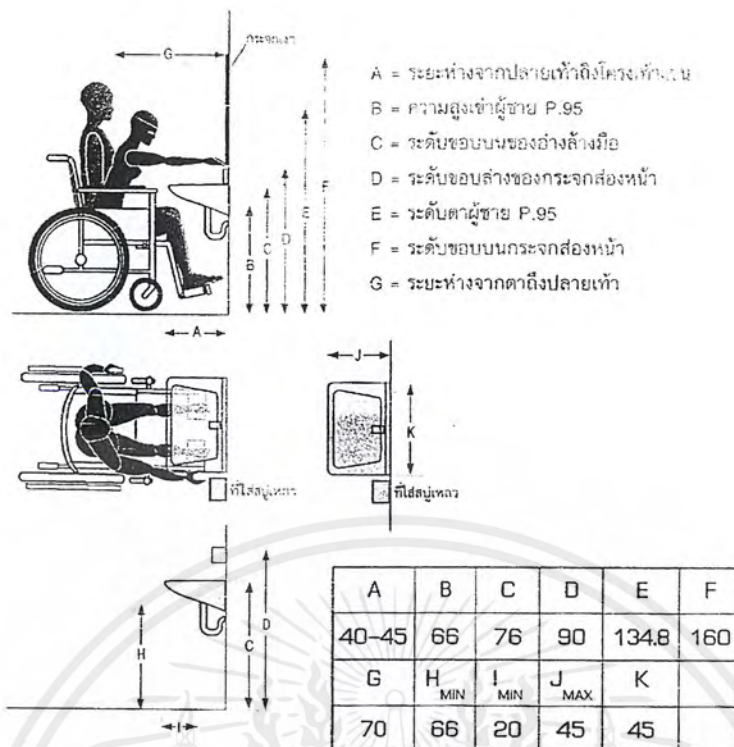 กระจกเงา
G
A = ระยะห่างจากปลายเท้าถึงโครงเท้าแขน
B = ความสูงเข่าผู้ชาย P.95
C = ระดับขอบบนของอ่างล้างมือ
D = ระดับขอบล่างของกระจกส่องหน้า
E = ระดับตาผู้ชาย P.95
F = ระดับขอบบนกระจกส่องหน้า
G = ระยะห่างจากตาถึงปลายเท้า
B C D E F
A
J
K
ที่ใส่สบู่เหลว
ที่ใส่สบู่เหลว
H C D
I
A B C D E F
40-45 66 76 90 134.8 160
G H MIN I MIN J MAX K
70 66 20 45 45